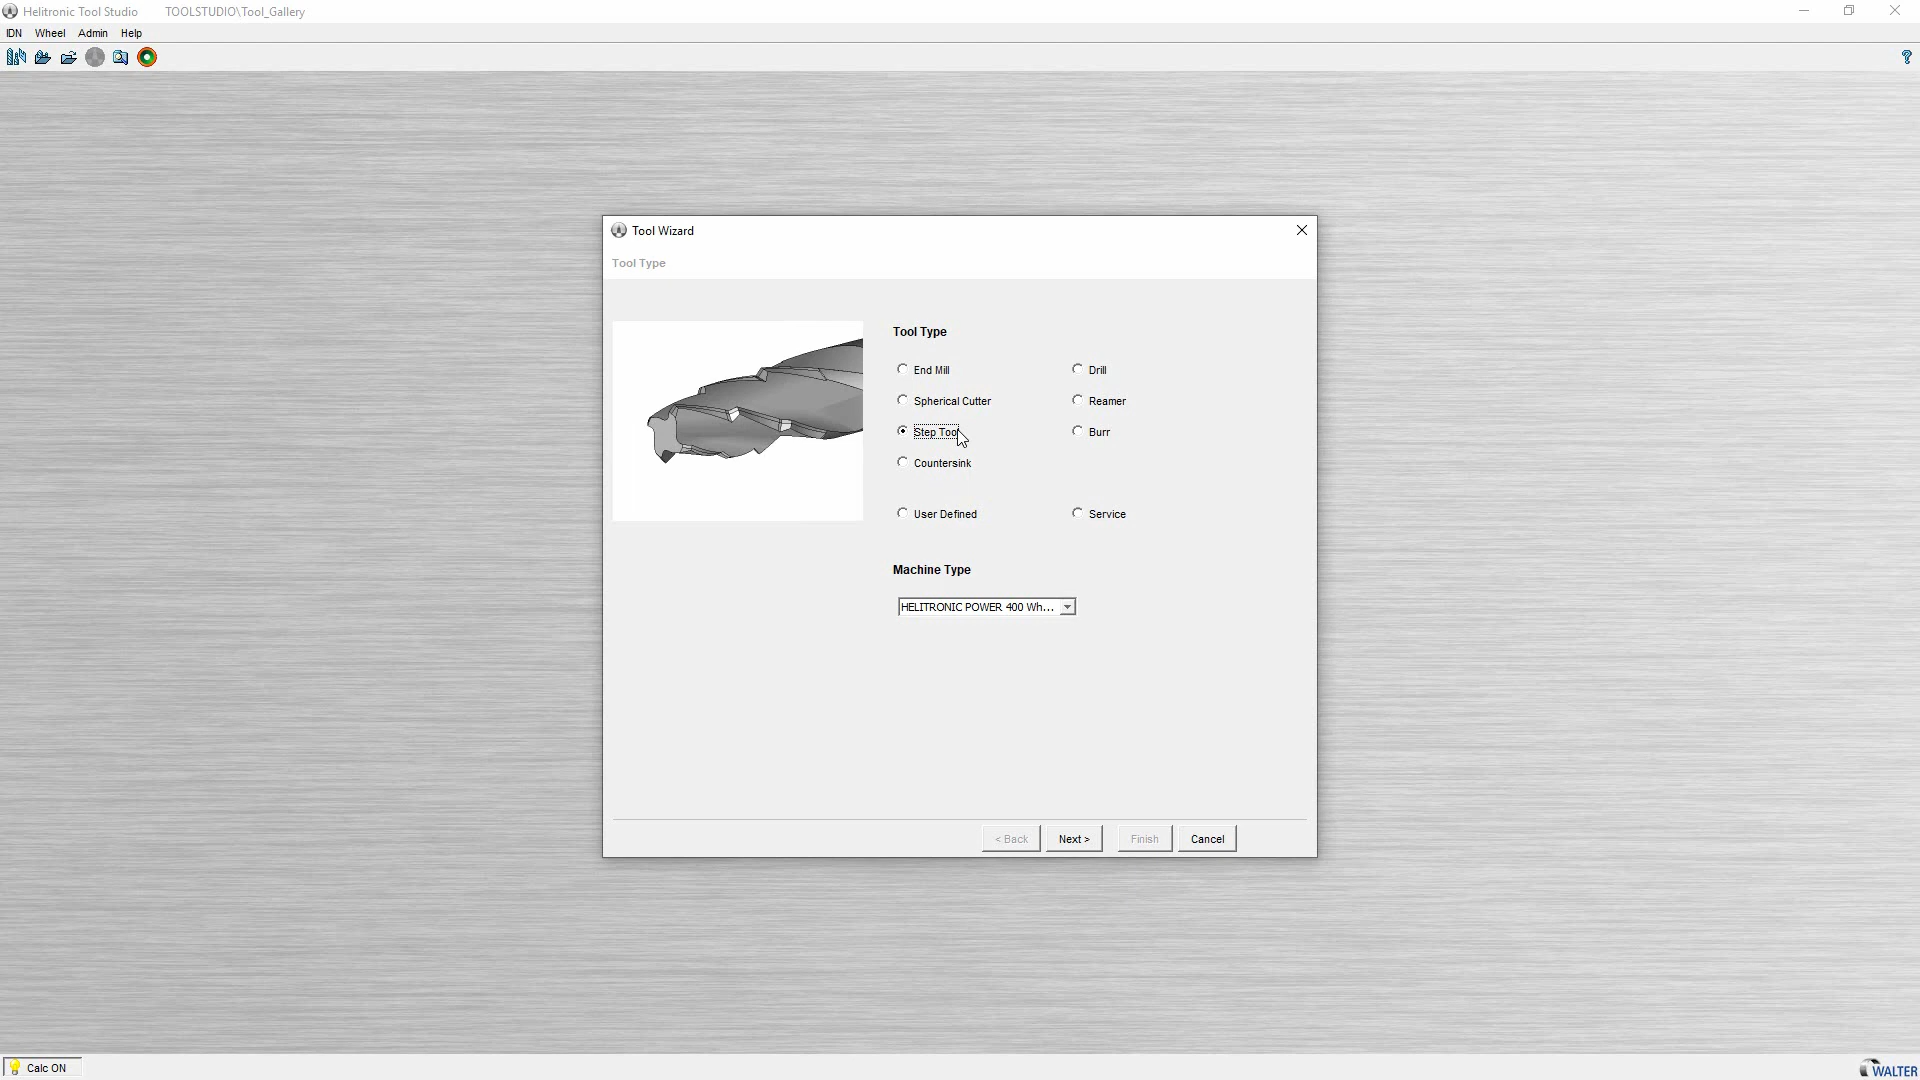 Helitronic Tool Studio TOOLSTUDIO\Tool_Gallery
IDN Wheel Admin Help
?
Tool Wizard
Tool Type
Tool Type
End Mill Drill
Spherical Cutter Reamer
Step Tool Burr
Countersink
User Defined Service
Machine Type
HELITRONIC POWER 400 Wh...
< Back Next > Finish Cancel
Calc ON
WALTER